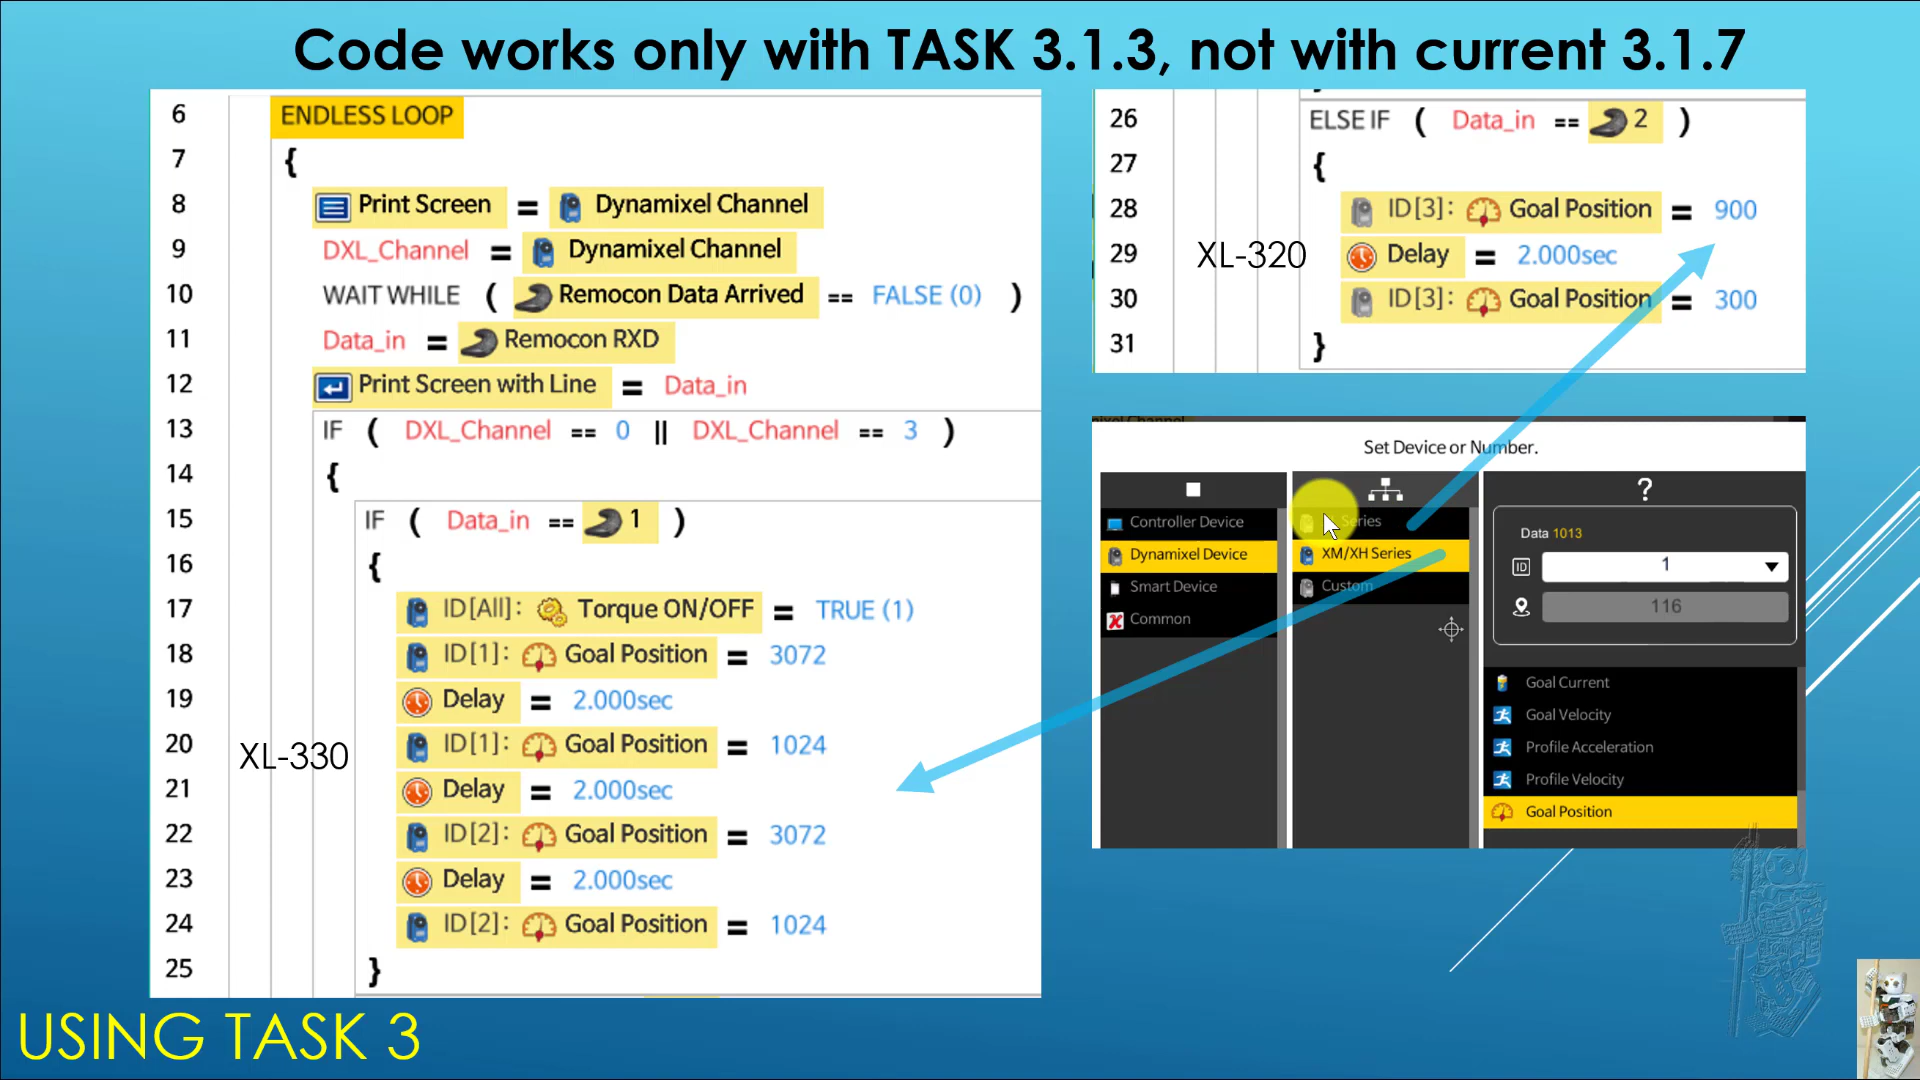 Code works only with TASK 3.1.3, not with current 3.1.7
6 ENDLESS LOOP
7 {
8 Print Screen = Dynamixel Channel
9 DXL_Channel = Dynamixel Channel
10 WAIT WHILE ( Remocon Data Arrived == FALSE (0) )
11 Data_in = Remocon RXD
12 Print Screen with Line = Data_in
13 IF ( DXL_Channel == 0 || DXL_Channel == 3 )
14 {
15 IF ( Data_in == 1 )
16 {
17 ID[All]: Torque ON/OFF = TRUE (1)
18 ID[1]: Goal Position = 3072
19 Delay = 2.000sec
20 ID[1]: Goal Position = 1024
XL-330
21 Delay = 2.000sec
22 ID[2]: Goal Position = 3072
23 Delay = 2.000sec
24 ID[2]: Goal Position = 1024
25 }
26 ELSE IF ( Data_in == 2 )
27 {
28 ID[3]: Goal Position = 900
29 XL-320 Delay = 2.000sec
30 ID[3]: Goal Position = 300
31 }
Set Device or Number.
Controller Device
Dynamixel Device
Smart Device
Common
Series
XM/XH Series
Custom
?
Data 1013
ID 1
116
Goal Current
Goal Velocity
Profile Acceleration
Profile Velocity
Goal Position
USING TASK 3